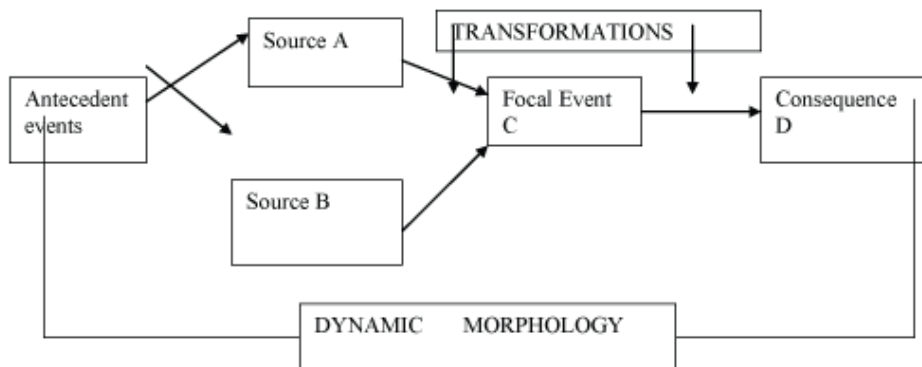 Source A
TRANSFORMATIONS
Antecedent
events
Focal Event
C
Consequence
D
Source B
DYNAMIC MORPHOLOGY